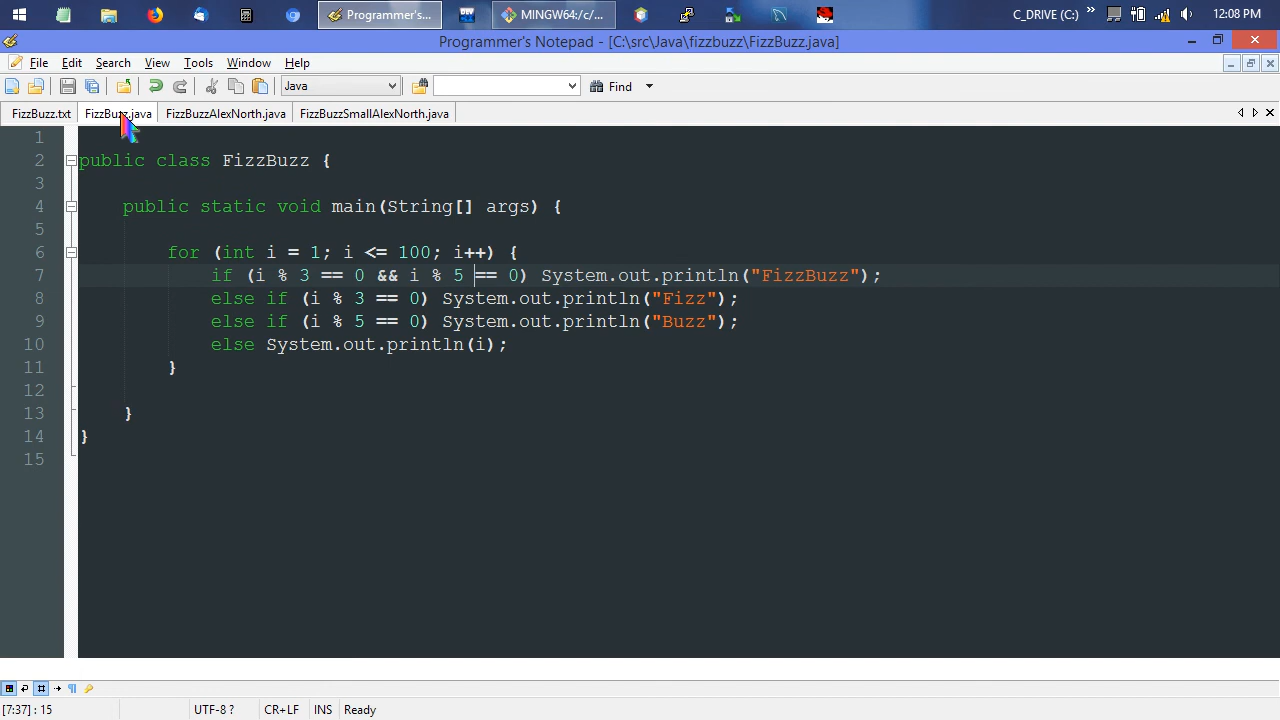 Programmer's...
MINGW64:/c/...
C_DRIVE (C:)
12:08 PM
Programmer's Notepad - [C:\src\Java\fizzbuzz\FizzBuzz.java]
File Edit Search View Tools Window Help
Java
Find
FizzBuzz.txt FizzBuzz.java FizzBuzzAlexNorth.java FizzBuzzSmallAlexNorth.java
1
2 public class FizzBuzz {
3
4 public static void main(String[] args) {
5
6 for (int i = 1; i <= 100; i++) {
7 if (i % 3 == 0 && i % 5 == 0) System.out.println("FizzBuzz");
8 else if (i % 3 == 0) System.out.println("Fizz");
9 else if (i % 5 == 0) System.out.println("Buzz");
10 else System.out.println(i);
11 }
12
13 }
14 }
15
[7:37] : 15 UTF-8 ? CR+LF INS Ready